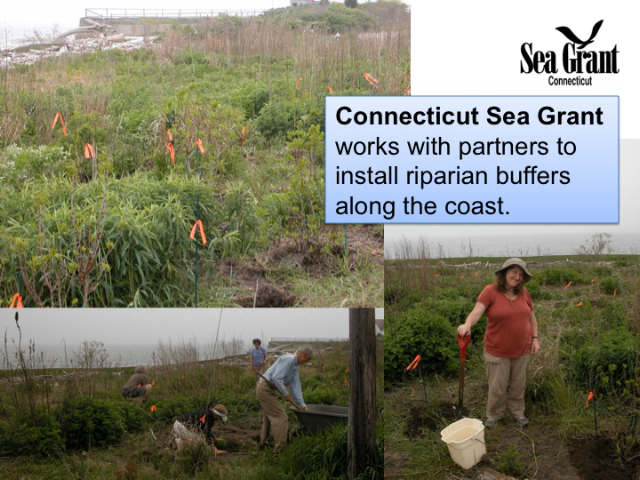 Sea Grant
Connecticut
Connecticut Sea Grant
works with partners to
install riparian buffers
along the coast.